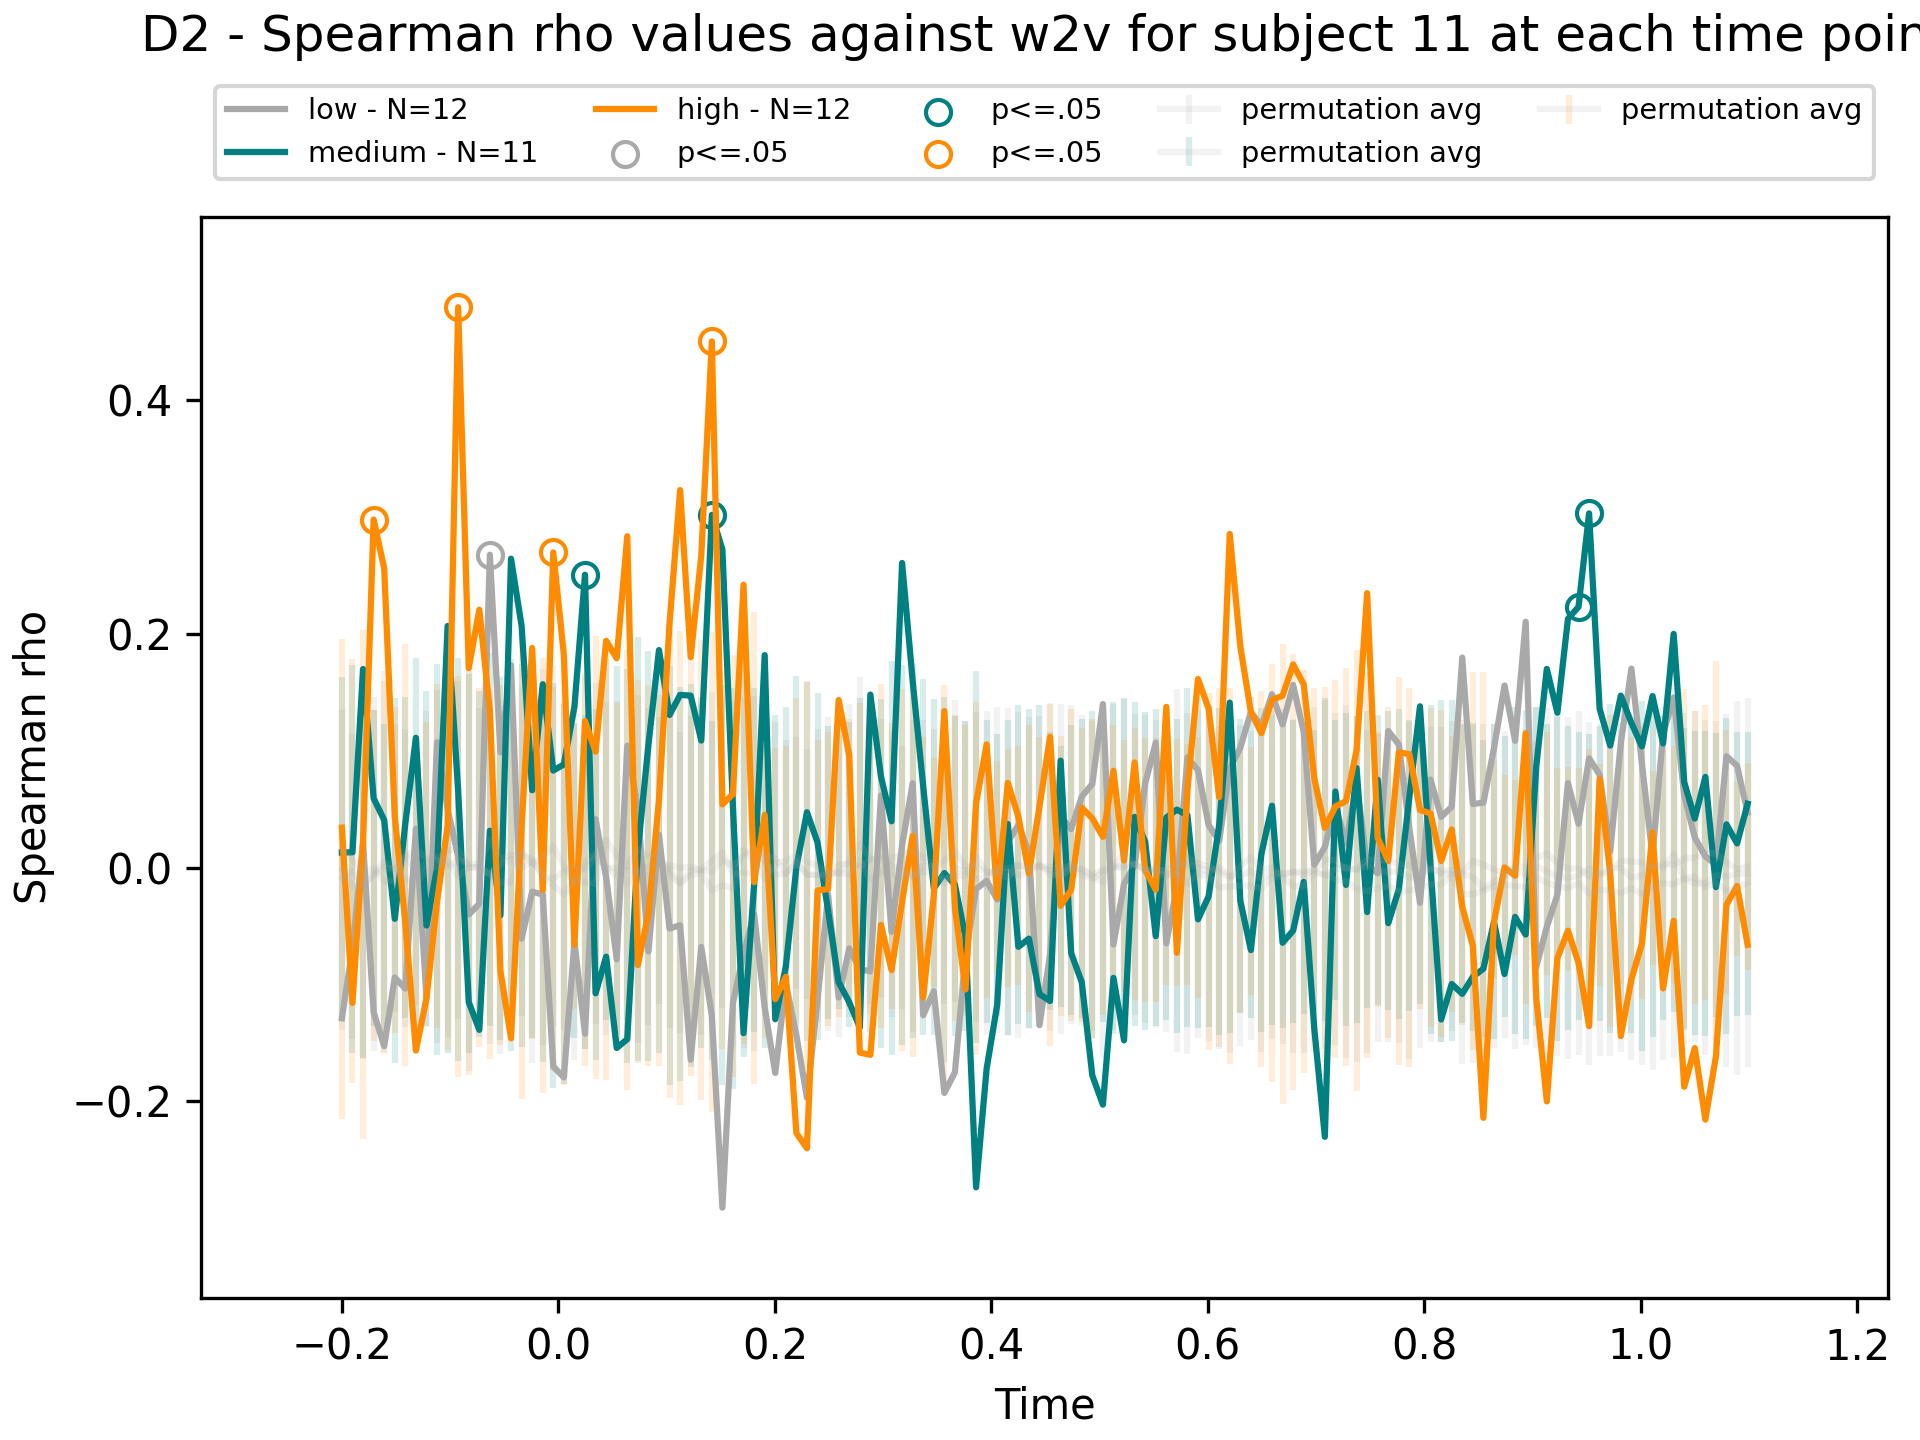 D2 - Spearman rho values against w2v for subject 11 at each time poin
low - N=12
medium - N=11
high - N=12
p<=.05
p<=.05
p<=.05
permutation avg
permutation avg
permutation avg
Spearman rho
0.4
0.2
0.0
−0.2
−0.2 0.0 0.2 0.4 0.6 0.8 1.0 1.2
Time